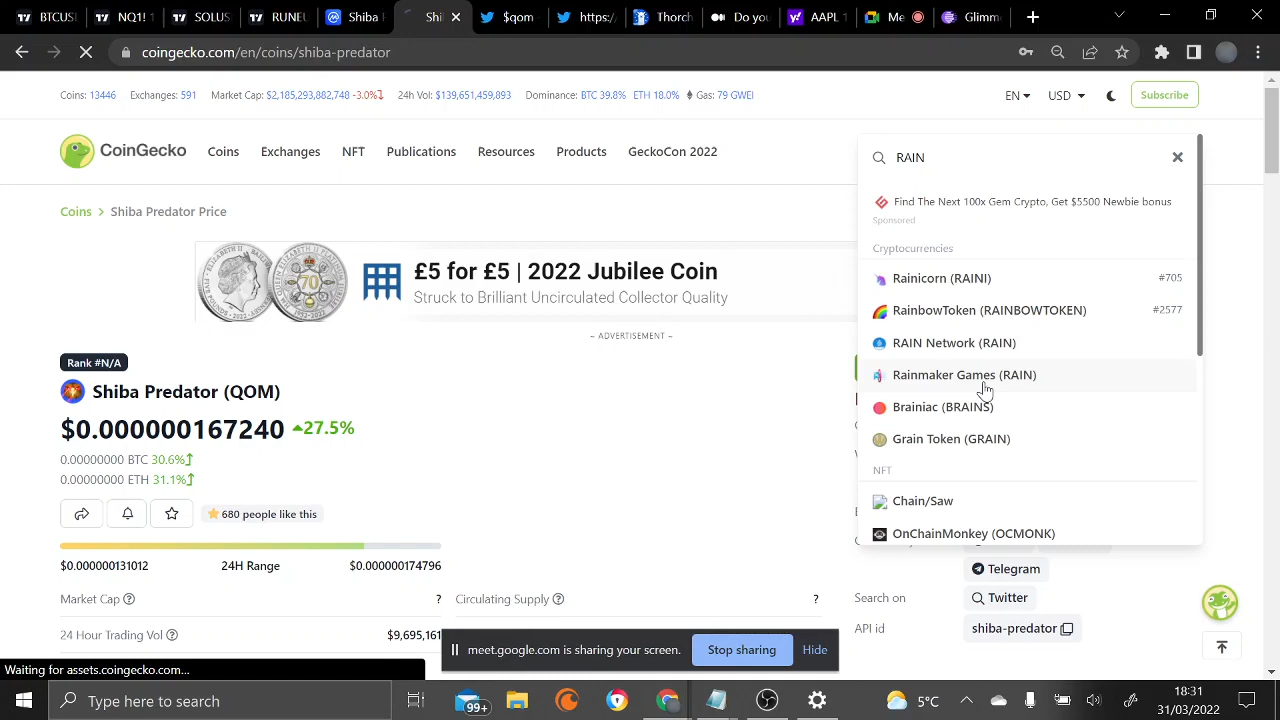 BTCUSI
NQ1!
SOLUS
RUNEU
Shiba
Shi
$qom
https:/
Thorch
Do you
AAPL 1
Me
Glimm
coingecko.com/en/coins/shiba-predator
Coins: 13446 Exchanges: 591 Market Cap: $2,185,293,882,748 -3.0% 24h Vol: $139,651,459,893 Dominance: BTC 39.8% ETH 18.0% Gas: 79 GWEI
EN USD Subscribe
CoinGecko Coins Exchanges NFT Publications Resources Products GeckoCon 2022
RAIN
Find The Next 100x Gem Crypto, Get $5500 Newbie bonus
Sponsored
Cryptocurrencies
Rainicorn (RAINI) #705
RainbowToken (RAINBOWTOKEN) #2577
RAIN Network (RAIN)
Rainmaker Games (RAIN)
Brainiac (BRAINS)
Grain Token (GRAIN)
NFT
Chain/Saw
OnChainMonkey (OCMONK)
Coins > Shiba Predator Price
£5 for £5 | 2022 Jubilee Coin
Struck to Brilliant Uncirculated Collector Quality
~ ADVERTISEMENT ~
Rank #N/A
Shiba Predator (QOM)
$0.000000167240 27.5%
0.00000000 BTC 30.6%
0.00000000 ETH 31.1%
680 people like this
$0.000000131012 24H Range $0.000000174796
Market Cap ? ?
Circulating Supply ? ?
24 Hour Trading Vol ? $9,695,161
Telegram
Search on Twitter
API id shiba-predator
meet.google.com is sharing your screen. Stop sharing Hide
Waiting for assets.coingecko.com...
Type here to search
99+
5°C
18:31
31/03/2022